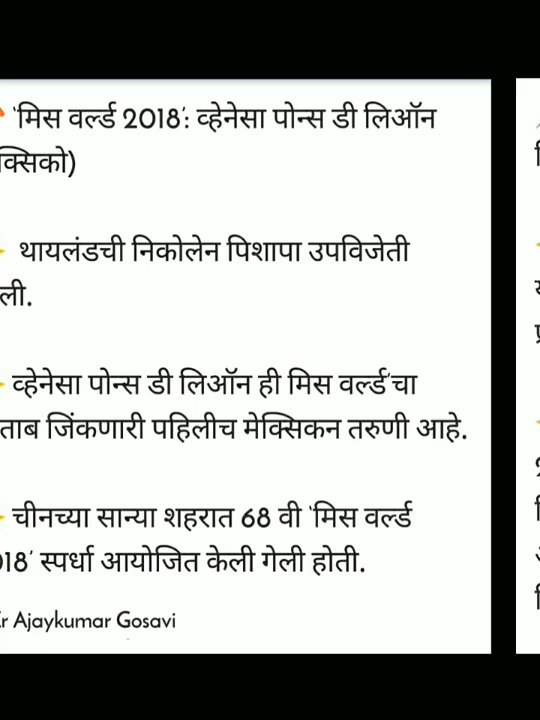 'मिस वर्ल्ड 2018': व्हेनेसा पोन्स डी लिऑन
क्सिको)
थायलंडची निकोलेन पिशापा उपविजेती
ली.
व्हेनेसा पोन्स डी लिऑन ही मिस वर्ल्ड'चा
ताब जिंकणारी पहिलीच मेक्सिकन तरुणी आहे.
चीनच्या सान्या शहरात 68 वी 'मिस वर्ल्ड
018' स्पर्धा आयोजित केली गेली होती.
r Ajaykumar Gosavi